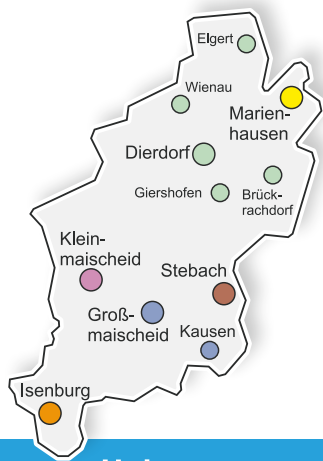 Elgert
Wienau
Marien-
hausen
Dierdorf
Giershofen
Brück-
rachdorf
Klein-
maischeid
Stebach
Groß-
maischeid
Kausen
Isenburg